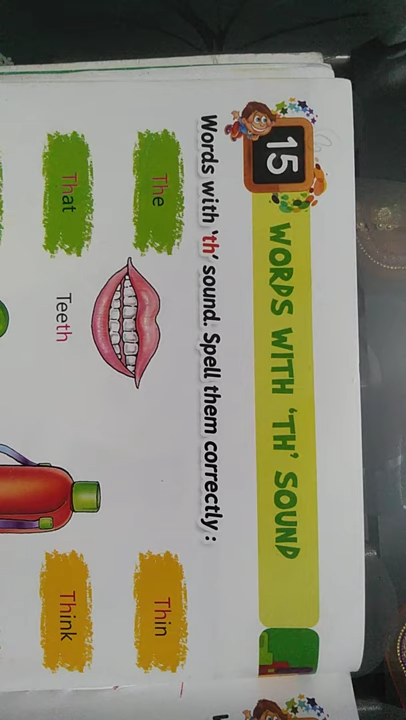 15
WORDS WITH 'TH' SOUND
Words with 'th' sound. Spell them correctly :
The
Thin
That
Teeth
Think